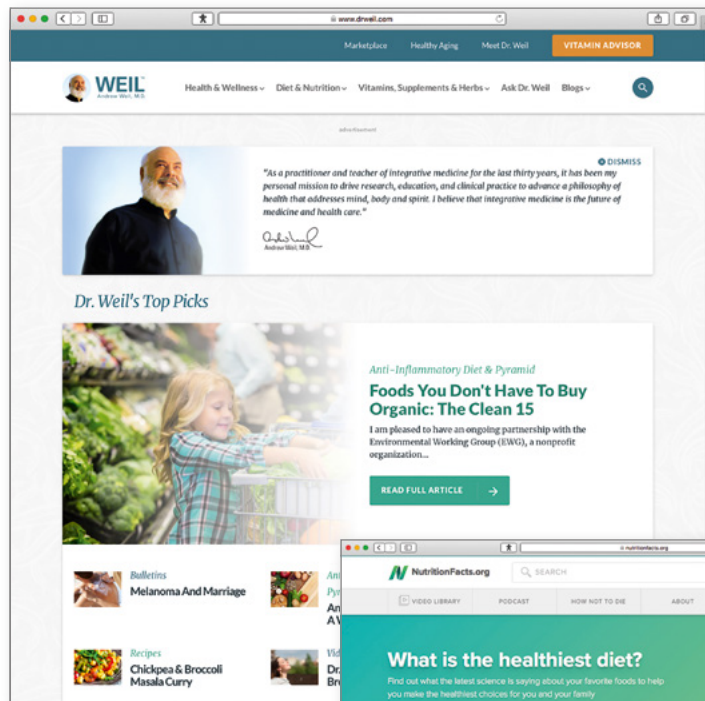 www.drweil.com
Marketplace Healthy Aging Meet Dr. Weil VITAMIN ADVISOR
WEIL™
Andrew Weil, M.D.
Health & Wellness Diet & Nutrition Vitamins, Supplements & Herbs Ask Dr. Weil Blogs
advertisement
DISMISS
"As a practitioner and teacher of integrative medicine for the last thirty years, it has been my
personal mission to drive research, education, and clinical practice to advance a philosophy of
health that addresses mind, body and spirit. I believe that integrative medicine is the future of
medicine and health care."
Andrew Weil, M.D.
Dr. Weil's Top Picks
Anti-Inflammatory Diet & Pyramid
Foods You Don't Have To Buy
Organic: The Clean 15
I am pleased to have an ongoing partnership with the
Environmental Working Group (EWG), a nonprofit
organization...
READ FULL ARTICLE
Bulletins
Melanoma And Marriage
Recipes
Chickpea & Broccoli
Masala Curry
Dr.
nutritionfacts.org
NutritionFacts.org
SEARCH
VIDEO LIBRARY PODCAST HOW NOT TO DIE ABOUT
What is the healthiest diet?
Find out what the latest science is saying about your favorite foods to help
you make the healthiest choices for you and your family